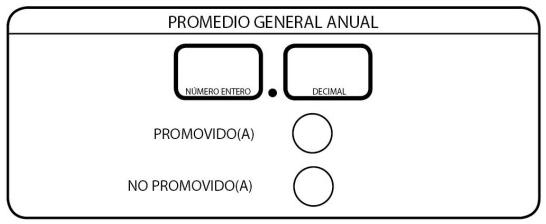 PROMEDIO GENERAL ANUAL
NÚMERO ENTERO . DECIMAL
PROMOVIDO(A)
NO PROMOVIDO(A)